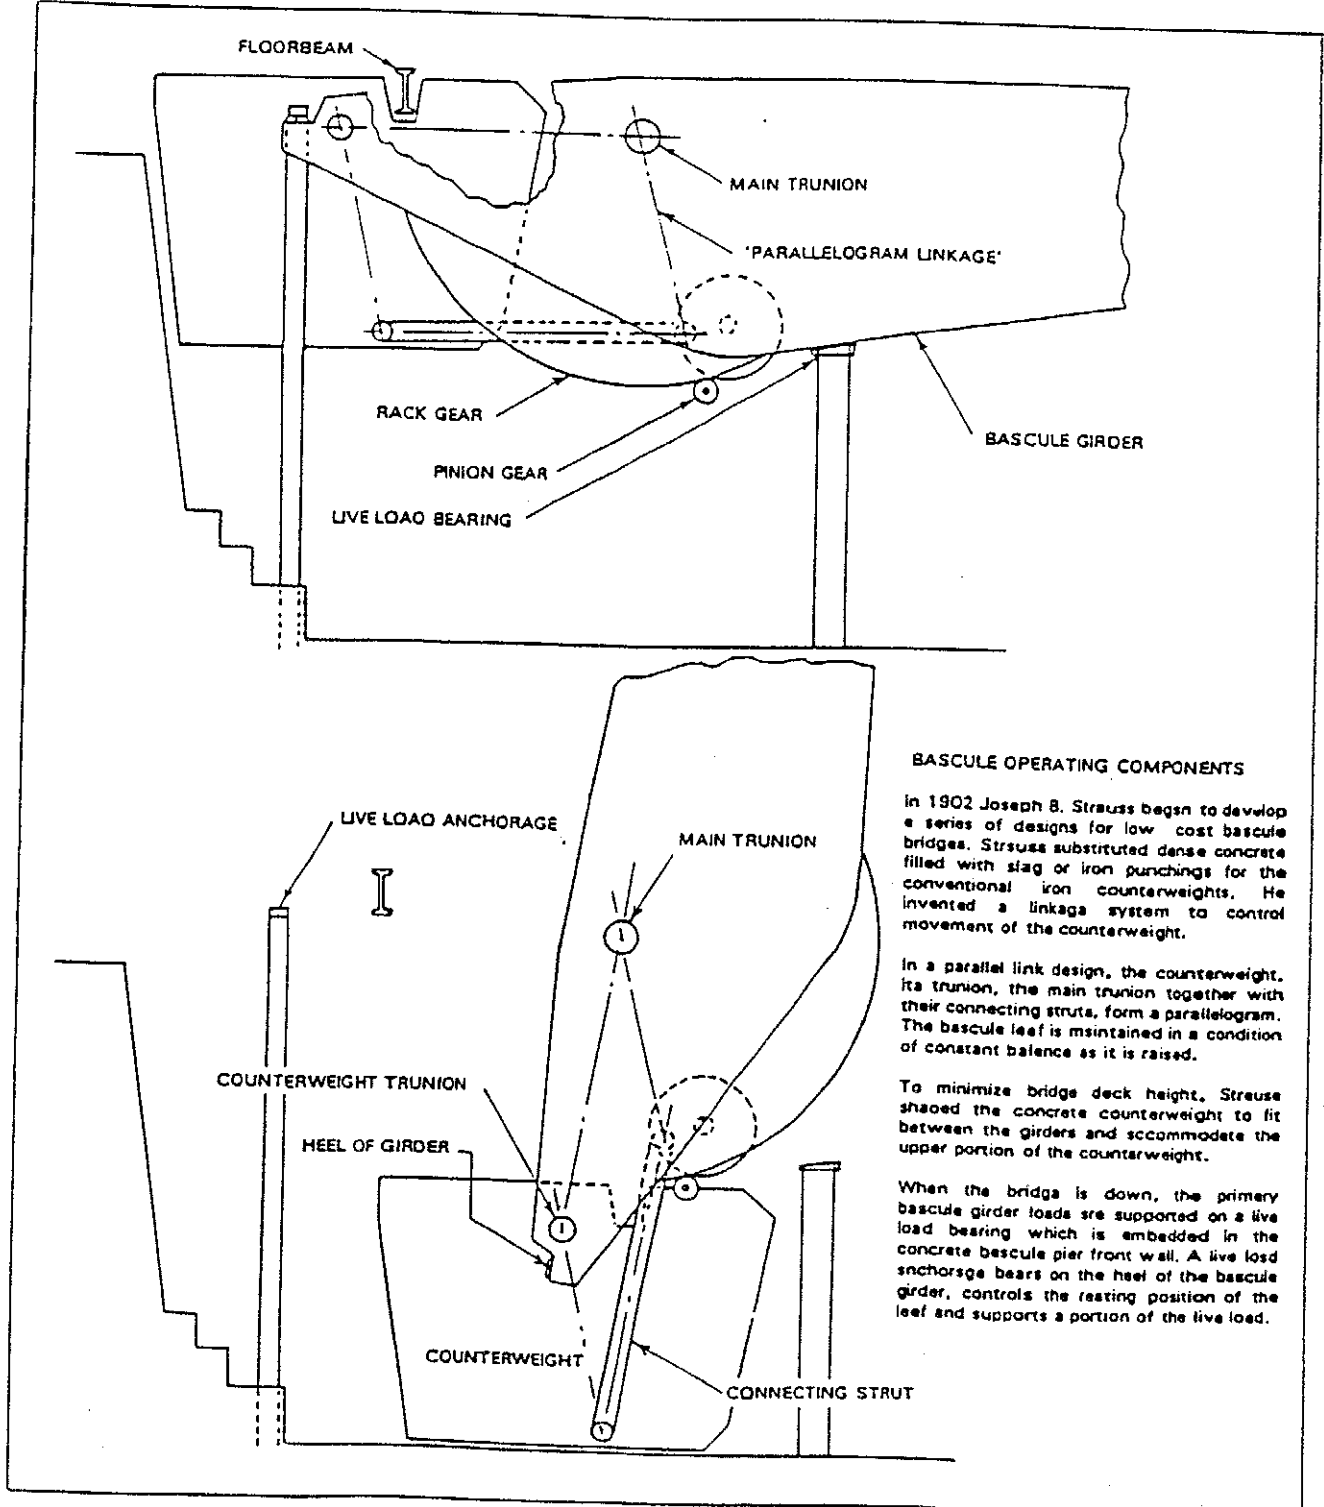 FLOORBEAM
MAIN TRUNION
'PARALLELOGRAM LINKAGE'
RACK GEAR
BASCULE GIRDER
PINION GEAR
LIVE LOAD BEARING
BASCULE OPERATING COMPONENTS
In 1902 Joseph B. Strauss began to develop
a series of designs for low cost bascule
bridges. Strauss substituted dense concrete
filled with slag or iron punchings for the
conventional iron counterweights. He
invented a linkaga system to control
movement of the counterweight.
In a parallel link design, the counterweight,
its trunion, the main trunion together with
their connecting struts, form a parallelogram.
The bascule leaf is maintained in a condition
of constant balence as it is raised.
To minimize bridge deck height, Strause
shaped the concrete counterweight to fit
between the girders and accommodate the
upper portion of the counterweight.
When the bridga is down, the primary
bascule girder loads are supported on a live
load bearing which is embedded in the
concrete bascule pier front wall. A live load
anchorage bears on the heel of the bascule
girder, controls the resting position of the
leaf and supports a portion of the live load.
LIVE LOAD ANCHORAGE
MAIN TRUNION
COUNTERWEIGHT TRUNION
HEEL OF GIRDER
COUNTERWEIGHT
CONNECTING STRUT